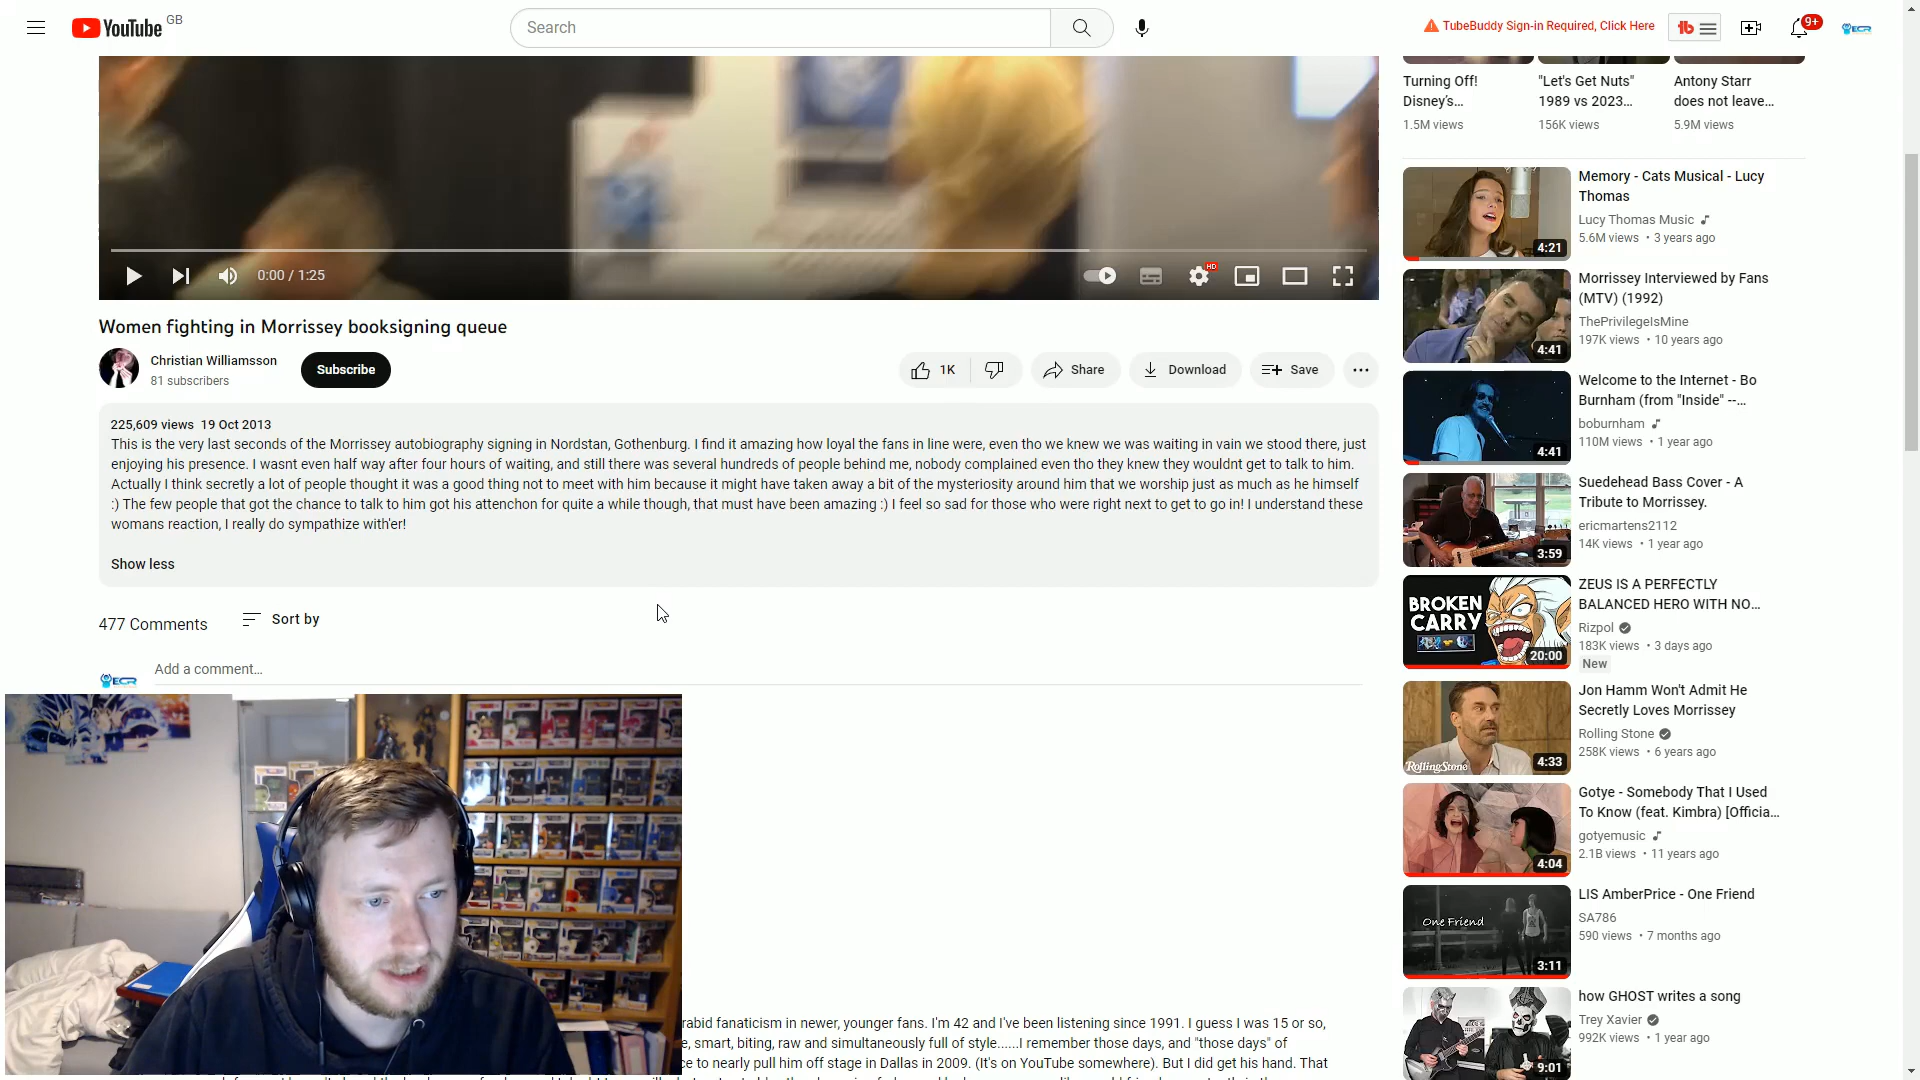 YouTube GB
Search
TubeBuddy Sign-in Required, Click Here
tb
9+
ECR
0:00 / 1:25
HD
Women fighting in Morrissey booksigning queue
Christian Williamsson
81 subscribers
Subscribe
1K
Share
Download
Save
225,609 views 19 Oct 2013
This is the very last seconds of the Morrissey autobiography signing in Nordstan, Gothenburg. I find it amazing how loyal the fans in line were, even tho we knew we was waiting in vain we stood there, just
enjoying his presence. I wasnt even half way after four hours of waiting, and still there was several hundreds of people behind me, nobody complained even tho they knew they wouldnt get to talk to him.
Actually I think secretly a lot of people thought it was a good thing not to meet with him because it might have taken away a bit of the mysteriosity around him that we worship just as much as he himself
:) The few people that got the chance to talk to him got his attenchon for quite a while though, that must have been amazing :) I feel so sad for those who were right next to get to go in! I understand these
womans reaction, I really do sympathize with'er!
Show less
477 Comments
Sort by
ECR
Add a comment...
rabid fanaticism in newer, younger fans. I'm 42 and I've been listening since 1991. I guess I was 15 or so,
e, smart, biting, raw and simultaneously full of style......I remember those days, and "those days" of
ce to nearly pull him off stage in Dallas in 2009. (It's on YouTube somewhere). But I did get his hand. That
Turning Off!
Disney's...
1.5M views
"Let's Get Nuts"
1989 vs 2023...
156K views
Antony Starr
does not leave...
5.9M views
4:21
Memory - Cats Musical - Lucy
Thomas
Lucy Thomas Music
5.6M views • 3 years ago
4:41
Morrissey Interviewed by Fans
(MTV) (1992)
ThePrivilegeIsMine
197K views • 10 years ago
4:41
Welcome to the Internet - Bo
Burnham (from "Inside" --...
boburnham
110M views • 1 year ago
3:59
Suedehead Bass Cover - A
Tribute to Morrissey.
ericmartens2112
14K views • 1 year ago
BROKEN
CARRY
20:00
ZEUS IS A PERFECTLY
BALANCED HERO WITH NO...
Rizpol
183K views • 3 days ago
New
RollingStone
4:33
Jon Hamm Won't Admit He
Secretly Loves Morrissey
Rolling Stone
258K views • 6 years ago
4:04
Gotye - Somebody That I Used
To Know (feat. Kimbra) [Officia...
gotyemusic
2.1B views • 11 years ago
One Friend
3:11
LIS AmberPrice - One Friend
SA786
590 views • 7 months ago
9:01
how GHOST writes a song
Trey Xavier
992K views • 1 year ago